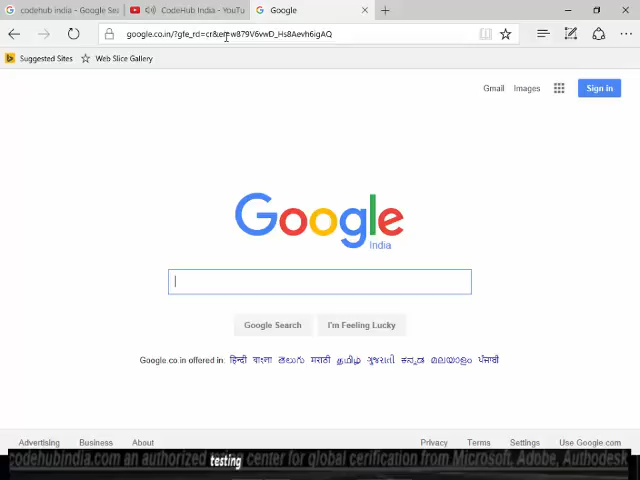 codehub india - Google Sea
CodeHub India - YouTu
Google
google.co.in/?gfe_rd=cr&ei=w879V6vwD_Hs8Aevh6igAQ
Suggested Sites
Web Slice Gallery
Gmail
Images
Sign in
Google
India
Google Search
I'm Feeling Lucky
Google.co.in offered in: हिन्दी বাংলা తెలుగు मराठी தமிழ் ગુજરાતી ಕನ್ನಡ മലയാളം ਪੰਜਾਬੀ
Advertising
Business
About
Privacy
Terms
Settings
Use Google.com
codehubindia.com an authorized testing center for global cerification from Microsoft, Adobe, Authodesk